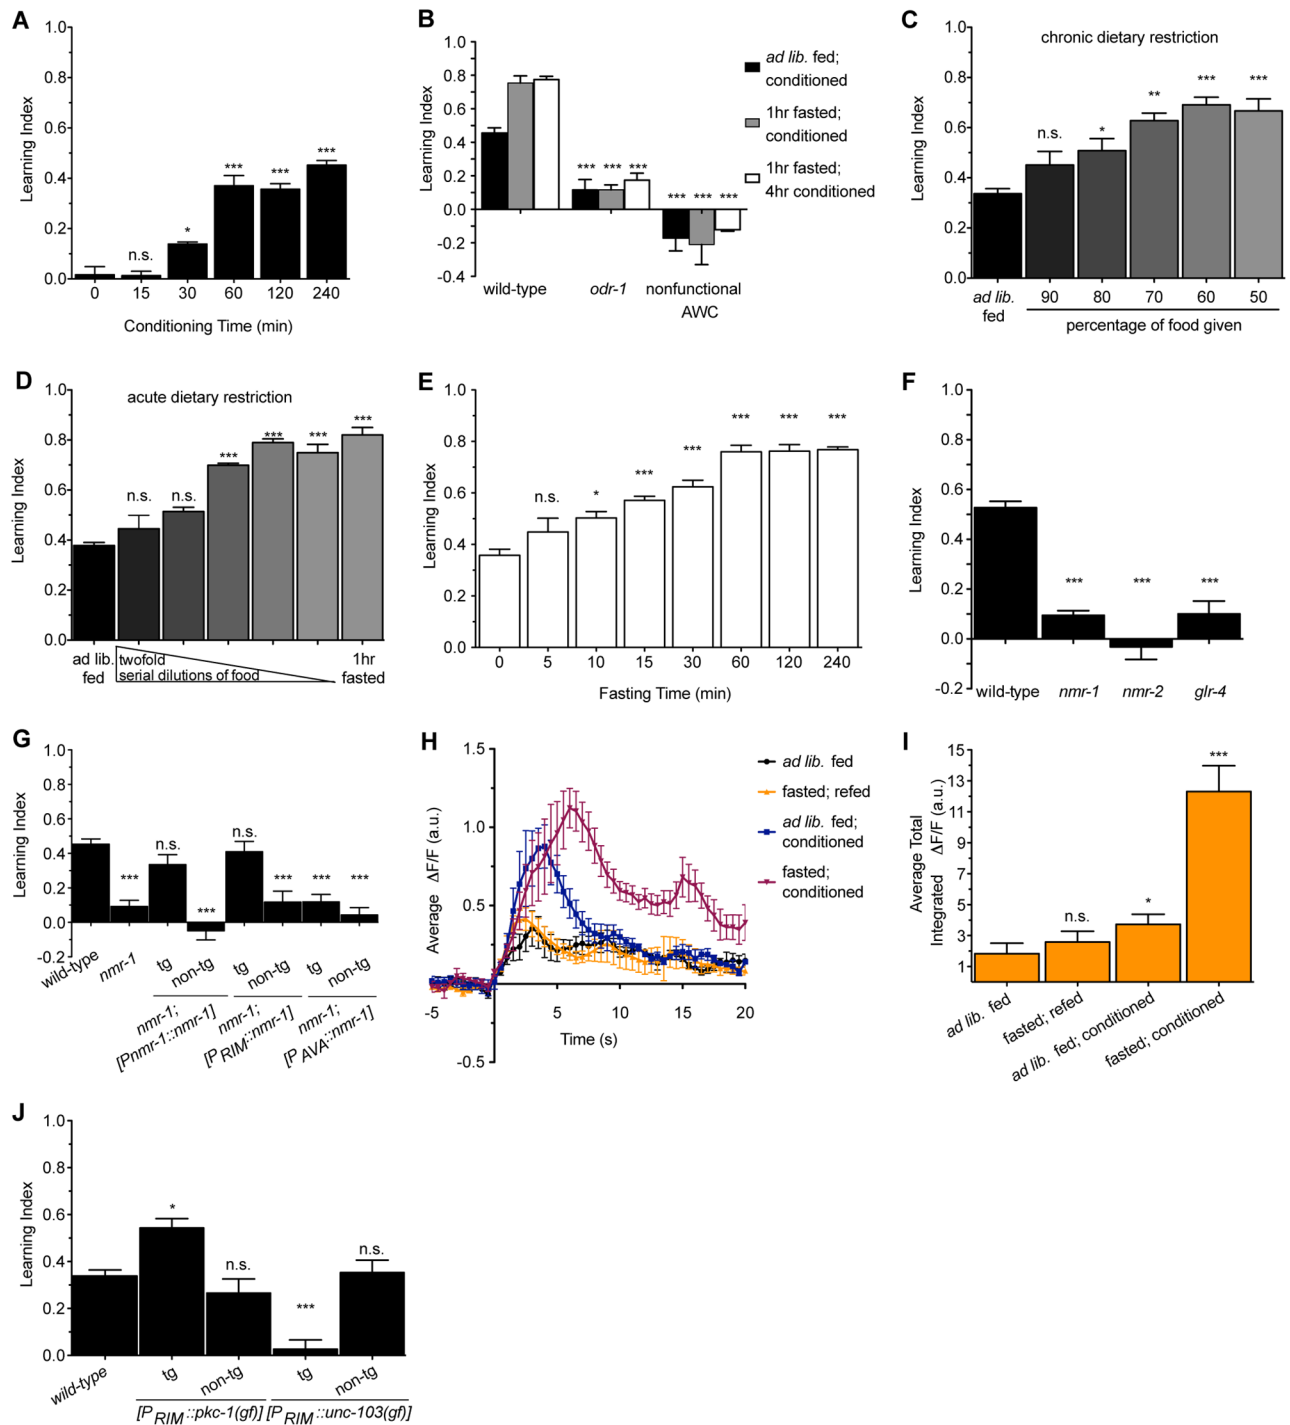 A
Learning Index
1.0
0.8
0.6
0.4
0.2
0.0
n.s.
*
***
***
***
0 15 30 60 120 240
Conditioning Time (min)
B
Learning Index
1.0
0.8
0.6
0.4
0.2
0.0
-0.2
-0.4
*** *** ***
*** *** ***
wild-type odr-1 nonfunctional
AWC
ad lib. fed;
conditioned
1hr fasted;
conditioned
1hr fasted;
4hr conditioned
C
chronic dietary restriction
Learning Index
1.0
0.8
0.6
0.4
0.2
0.0
n.s.
*
**
***
***
ad lib.
fed
90 80 70 60 50
percentage of food given
D
acute dietary restriction
Learning Index
1.0
0.8
0.6
0.4
0.2
0.0
n.s.
n.s.
***
***
***
***
ad lib.
fed
twofold
serial dilutions of food
1hr
fasted
E
Learning Index
1.0
0.8
0.6
0.4
0.2
0.0
n.s.
*
***
***
***
***
***
0 5 10 15 30 60 120 240
Fasting Time (min)
F
Learning Index
1.0
0.8
0.6
0.4
0.2
0.0
-0.2
***
***
***
wild-type nmr-1 nmr-2 glr-4
G
Learning Index
1.0
0.8
0.6
0.4
0.2
0.0
-0.2
***
n.s.
***
n.s.
***
***
***
wild-type nmr-1 tg non-tg tg non-tg tg non-tg
nmr-1;
[Pnmr-1::nmr-1]
nmr-1;
[P RIM::nmr-1]
nmr-1;
[P AVA::nmr-1]
H
Average ΔF/F (a.u.)
1.5
1.0
0.5
-0.5
-5 5 10 15 20
Time (s)
ad lib. fed
fasted; refed
ad lib. fed;
conditioned
fasted;
conditioned
I
Average Total
Integrated ΔF/F (a.u.)
15
13
11
9
7
5
3
1
n.s.
*
***
ad lib. fed
fasted; refed
ad lib. fed; conditioned
fasted; conditioned
J
Learning Index
1.0
0.8
0.6
0.4
0.2
0.0
*
n.s.
***
n.s.
wild-type tg non-tg tg non-tg
[P RIM::pkc-1(gf)] [P RIM::unc-103(gf)]